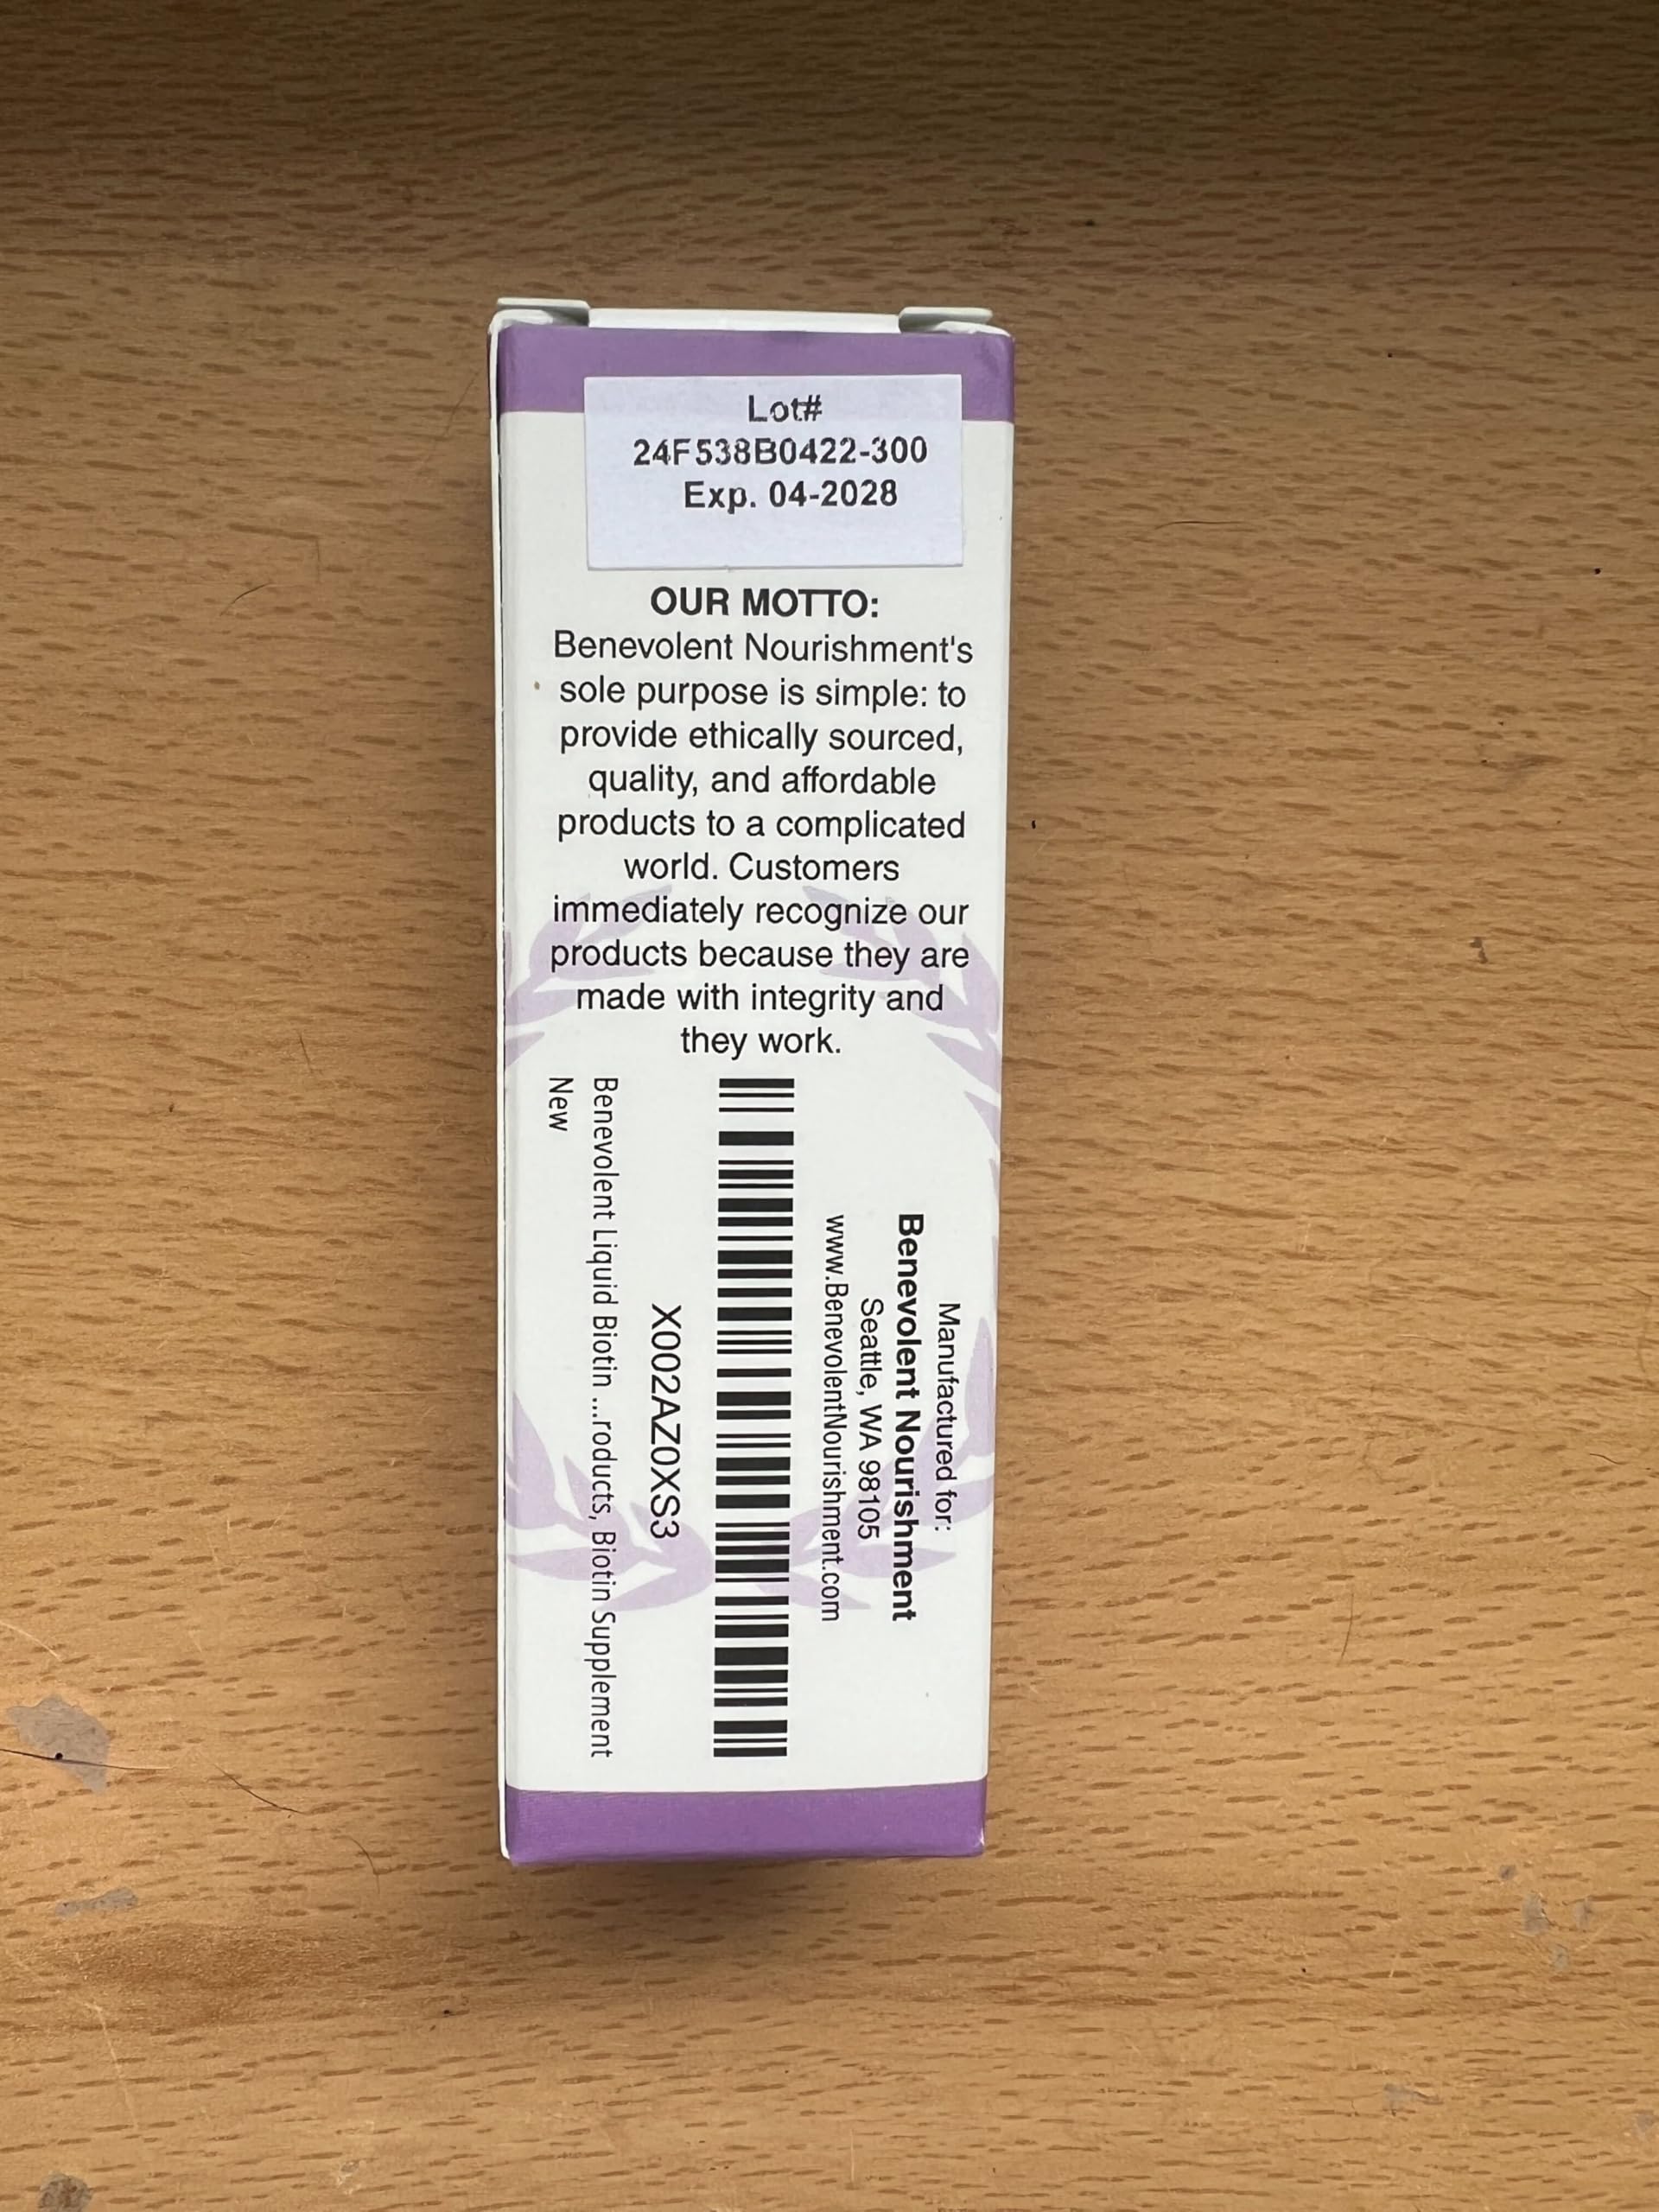 Lot#
24F538B0422-300
Exp. 04-2028
OUR MOTTO:
Benevolent Nourishment's
sole purpose is simple: to
provide ethically sourced,
quality, and affordable
products to a complicated
world. Customers
immediately recognize our
products because they are
made with integrity and
they work.
Manufactured for:
Benevolent Nourishment
Seattle, WA 98105
www.BenevolentNourishment.com
X002AZ0XS3
Benevolent Liquid Biotin ...roducts, Biotin Supplement
New